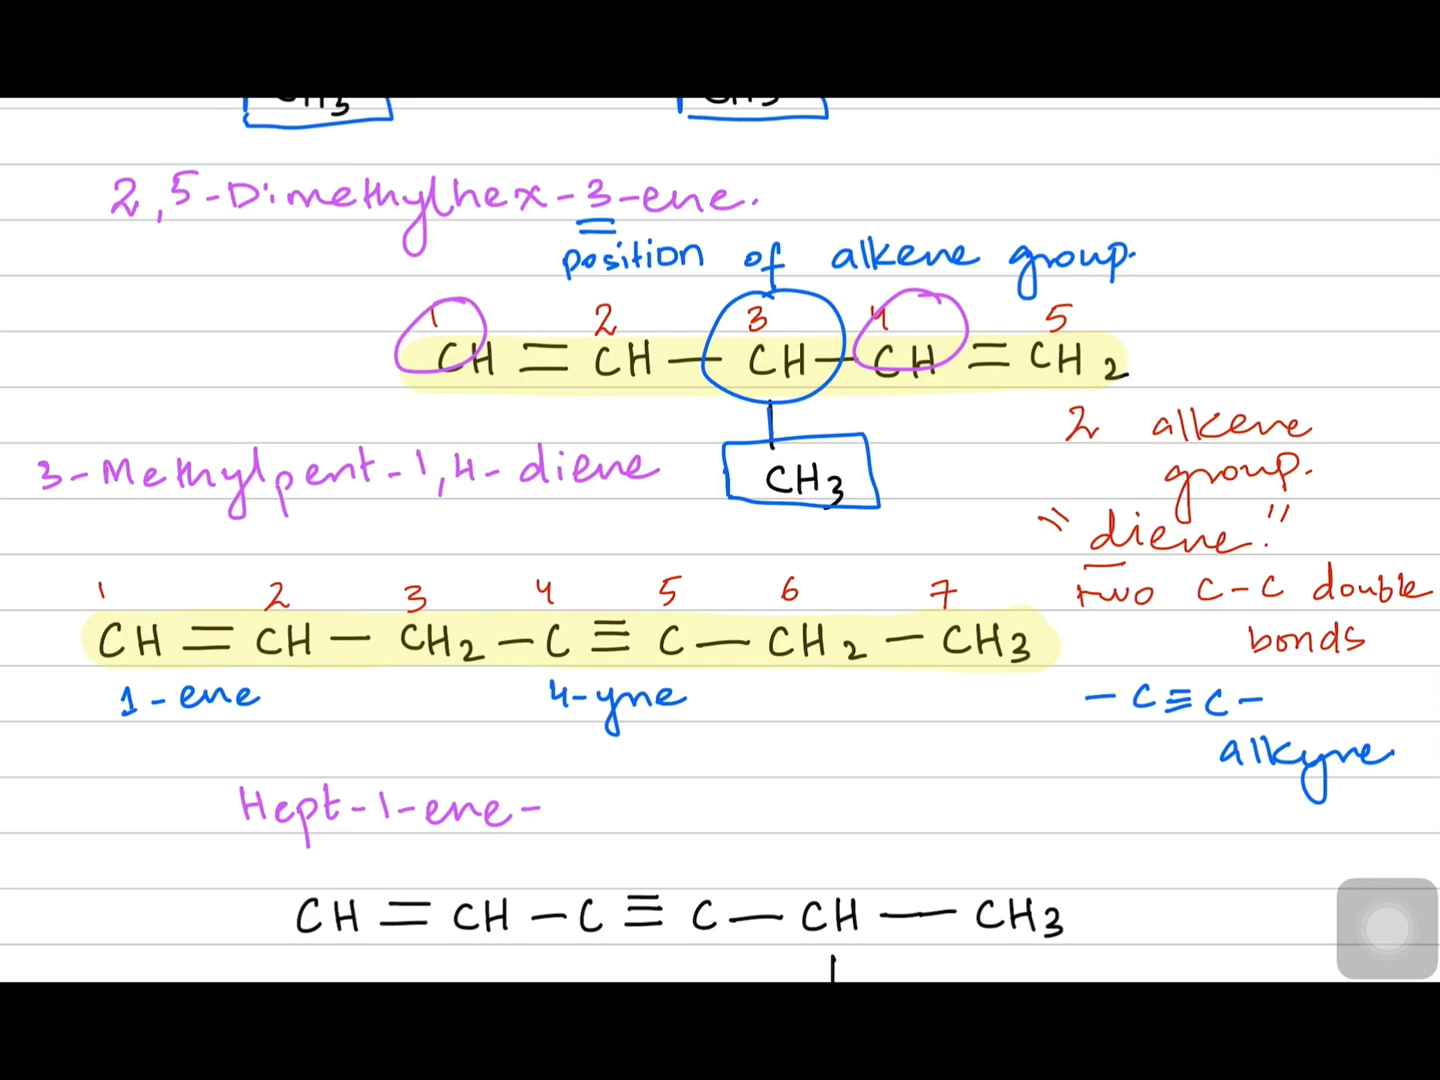 CH3 CH3
2,5-Dimethylhex-3-ene.
position of alkene group.
1 2 3 4 5
CH = CH — CH — CH = CH2
2 alkene
group.
3-Methylpent-1,4-diene CH3
"diene."
1 2 3 4 5 6 7 two C-C double
CH = CH — CH2 — C ≡ C — CH2 — CH3 bonds
1-ene 4-yne -C≡C-
alkyne
Hept-1-ene-
CH = CH — C ≡ C — CH — CH3